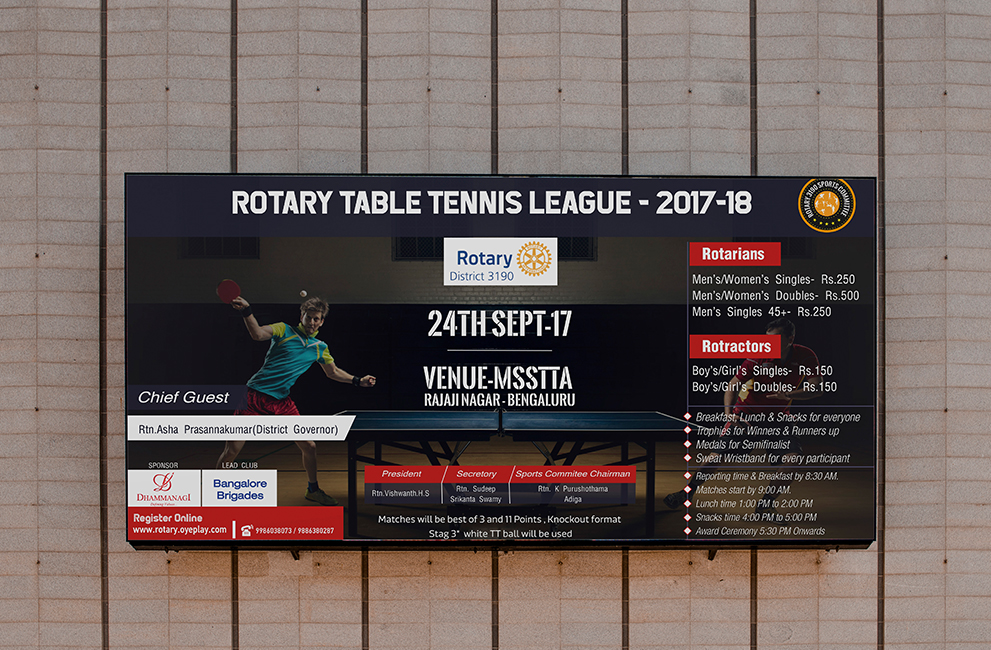 ROTARY TABLE TENNIS LEAGUE - 2017-18
ROTARY 3190 SPORTS COMMITTEE
Rotary
District 3190
24TH SEPT-17
VENUE-MSSTTA
RAJAJI NAGAR - BENGALURU
Rotarians
Men's/Women's Singles- Rs.250
Men's/Women's Doubles- Rs.500
Men's Singles 45+- Rs.250
Rotractors
Boy's/Girl's Singles- Rs.150
Boy's/Girl's Doubles- Rs.150
Breakfast, Lunch & Snacks for everyone
Trophies for Winners & Runners up
Medals for Semifinalist
Sweat Wristband for every participant
Reporting time & Breakfast by 8:30 AM.
Matches start by 9:00 AM.
Lunch time 1:00 PM to 2:00 PM
Snacks time 4:00 PM to 5:00 PM
Award Ceremony 5:30 PM Onwards
Chief Guest
Rtn.Asha Prasannakumar(District Governor)
SPONSOR
LEAD CLUB
DHAMMANAGI
Bangalore
Brigades
Register Online
www.rotary.oyeplay.com
9986038073 / 9886380287
President
Secretary
Sports Commitee Chairman
Rtn.Vishwanth.H.S
Rtn. Sudeep
Srikanta Swamy
Rtn. K Purushothama
Adiga
Matches will be best of 3 and 11 Points , Knockout format
Stag 3* white TT ball will be used